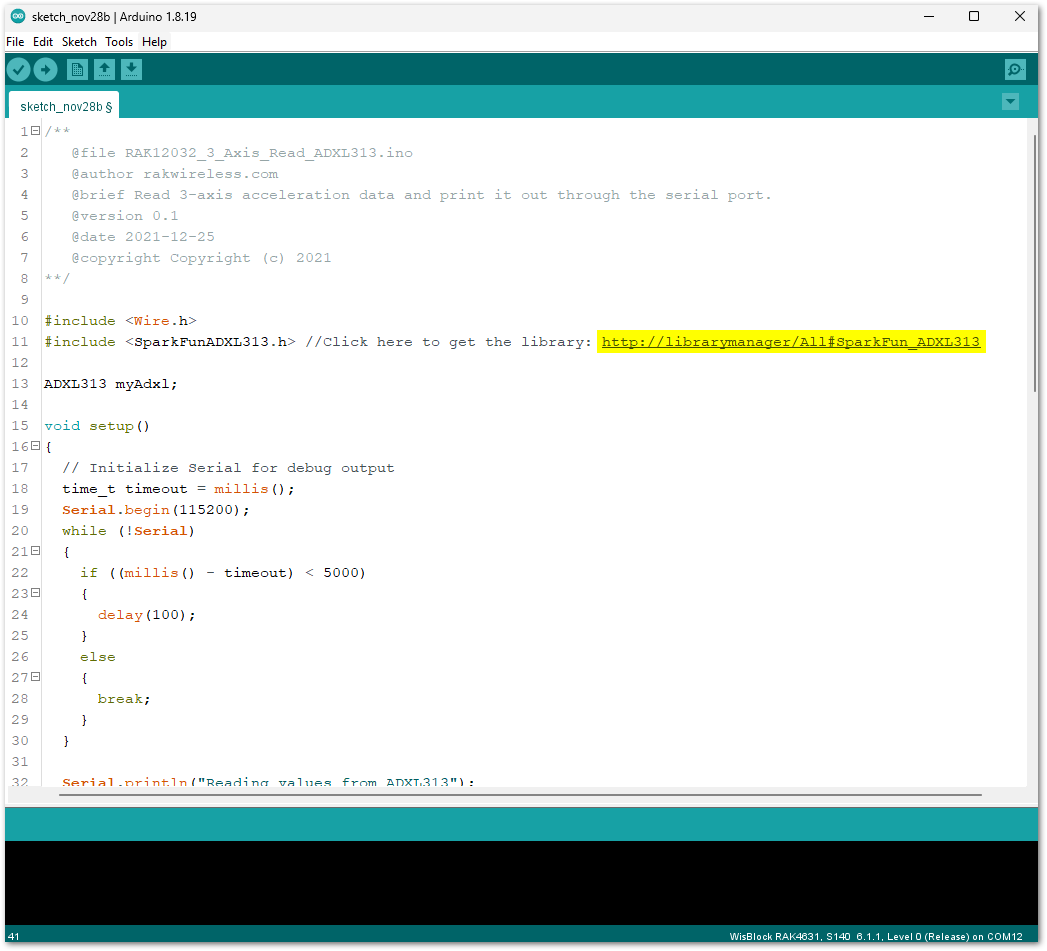 sketch_nov28b | Arduino 1.8.19
File Edit Sketch Tools Help
sketch_nov28b §
1 /**
2    @file RAK12032_3_Axis_Read_ADXL313.ino
3    @author rakwireless.com
4    @brief Read 3-axis acceleration data and print it out through the serial port.
5    @version 0.1
6    @date 2021-12-25
7    @copyright Copyright (c) 2021
8 **/
9
10 #include <Wire.h>
11 #include <SparkFunADXL313.h> //Click here to get the library: http://librarymanager/All#SparkFun_ADXL313
12
13 ADXL313 myAdxl;
14
15 void setup()
16 {
17   // Initialize Serial for debug output
18   time_t timeout = millis();
19   Serial.begin(115200);
20   while (!Serial)
21   {
22     if ((millis() - timeout) < 5000)
23     {
24       delay(100);
25     }
26     else
27     {
28       break;
29     }
30   }
31
32   Serial.println("Reading values from ADXL313");
41 WisBlock RAK4631, S140 6.1.1, Level 0 (Release) on COM12